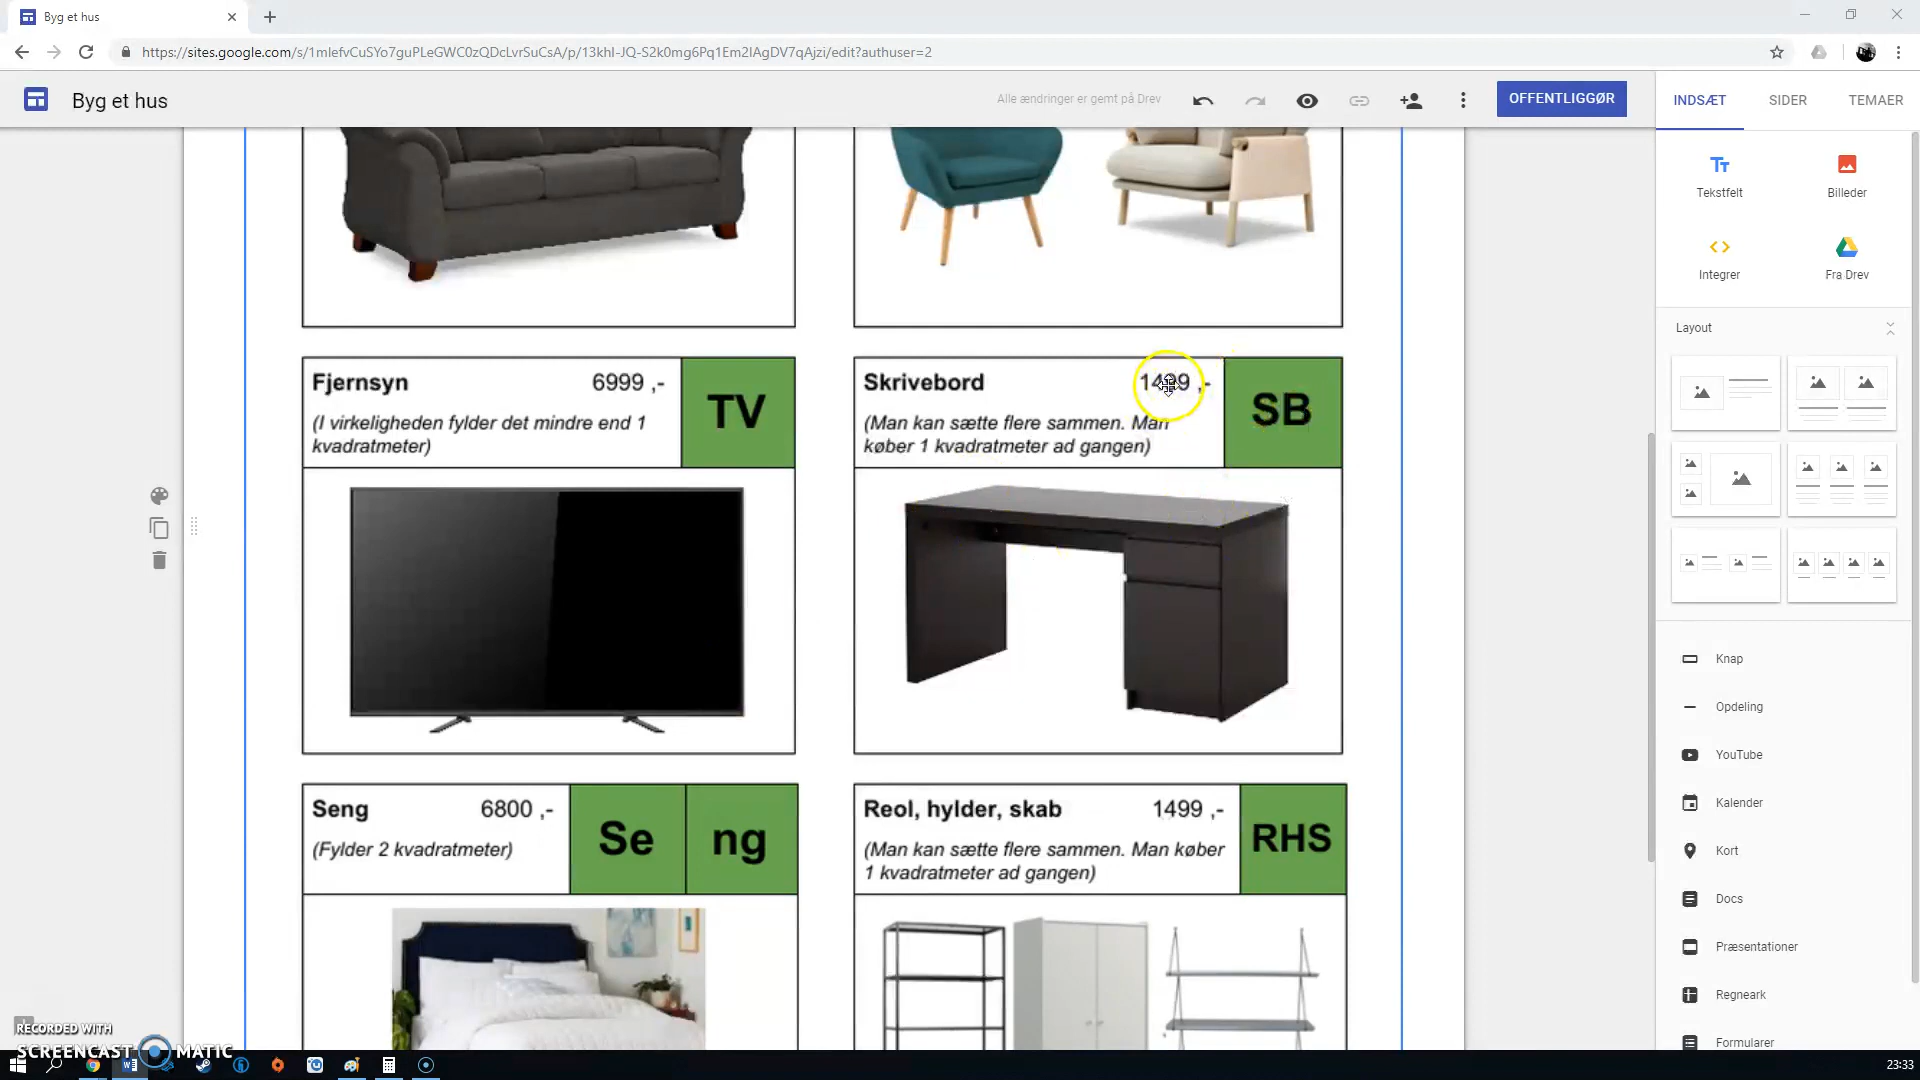 Byg et hus
https://sites.google.com/s/1mlefvCuSYo7guPLeGWC0zQDcLvrSuCsA/p/13khI-JQ-S2k0mg6Pq1Em2lAgDV7qAjzi/edit?authuser=2
Byg et hus
Alle ændringer er gemt på Drev
OFFENTLIGGØR
INDSÆT SIDER TEMAER
Tekstfelt Billeder
Integrer Fra Drev
Layout
Fjernsyn 6999 ,-
(I virkeligheden fylder det mindre end 1
kvadratmeter)
TV
Skrivebord 1499 ,-
(Man kan sætte flere sammen. Man
køber 1 kvadratmeter ad gangen)
SB
Seng 6800 ,-
(Fylder 2 kvadratmeter)
Se ng
Reol, hylder, skab 1499 ,-
(Man kan sætte flere sammen. Man køber
1 kvadratmeter ad gangen)
RHS
Knap
Opdeling
YouTube
Kalender
Kort
Docs
Præsentationer
Regneark
Formularer
RECORDED WITH
SCREENCAST MATIC
23:33